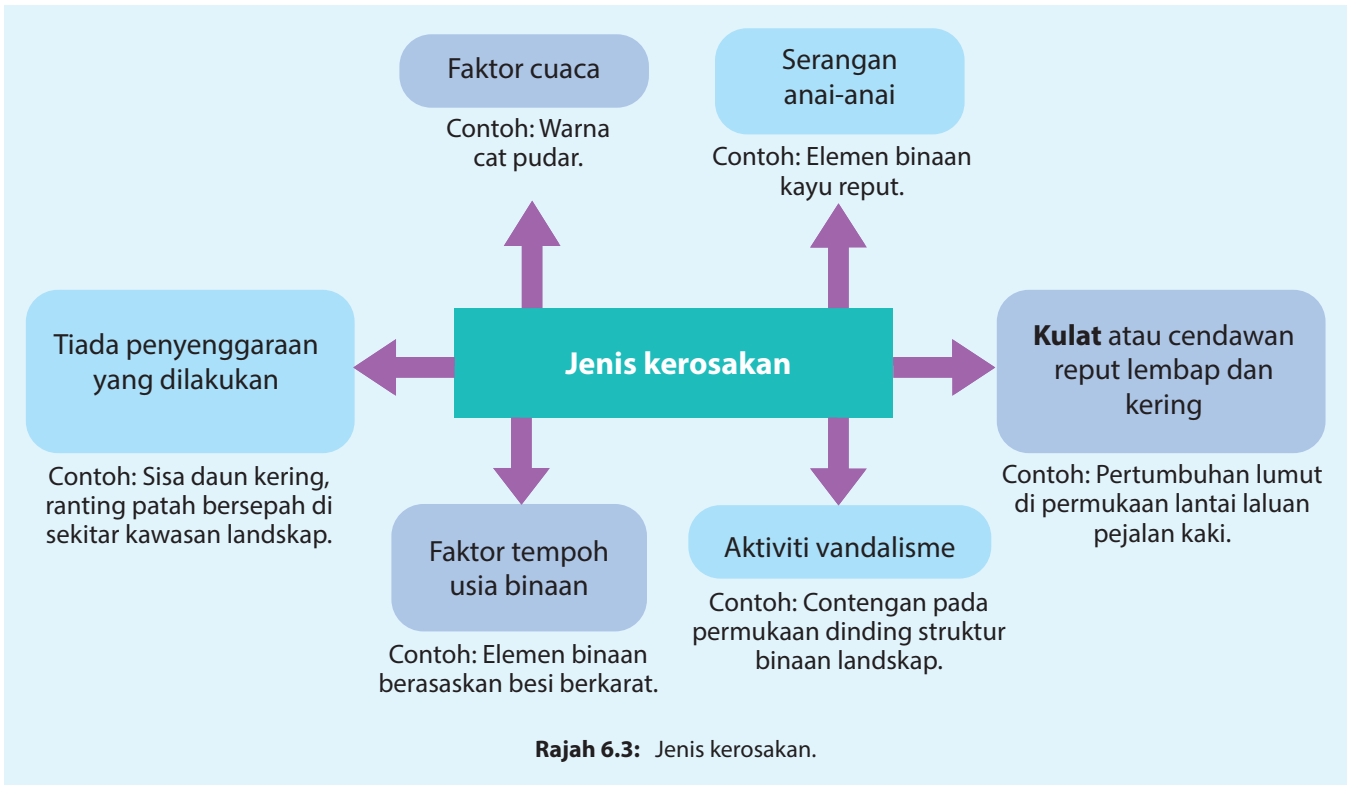 Faktor cuaca
Contoh: Warna
cat pudar.
Serangan
anai-anai
Contoh: Elemen binaan
kayu reput.
Tiada penyenggaraan
yang dilakukan
Contoh: Sisa daun kering,
ranting patah bersepah di
sekitar kawasan landskap.
Jenis kerosakan
Kulat atau cendawan
reput lembap dan
kering
Contoh: Pertumbuhan lumut
di permukaan lantai laluan
pejalan kaki.
Faktor tempoh
usia binaan
Contoh: Elemen binaan
berasaskan besi berkarat.
Aktiviti vandalisme
Contoh: Contengan pada
permukaan dinding struktur
binaan landskap.
Rajah 6.3: Jenis kerosakan.